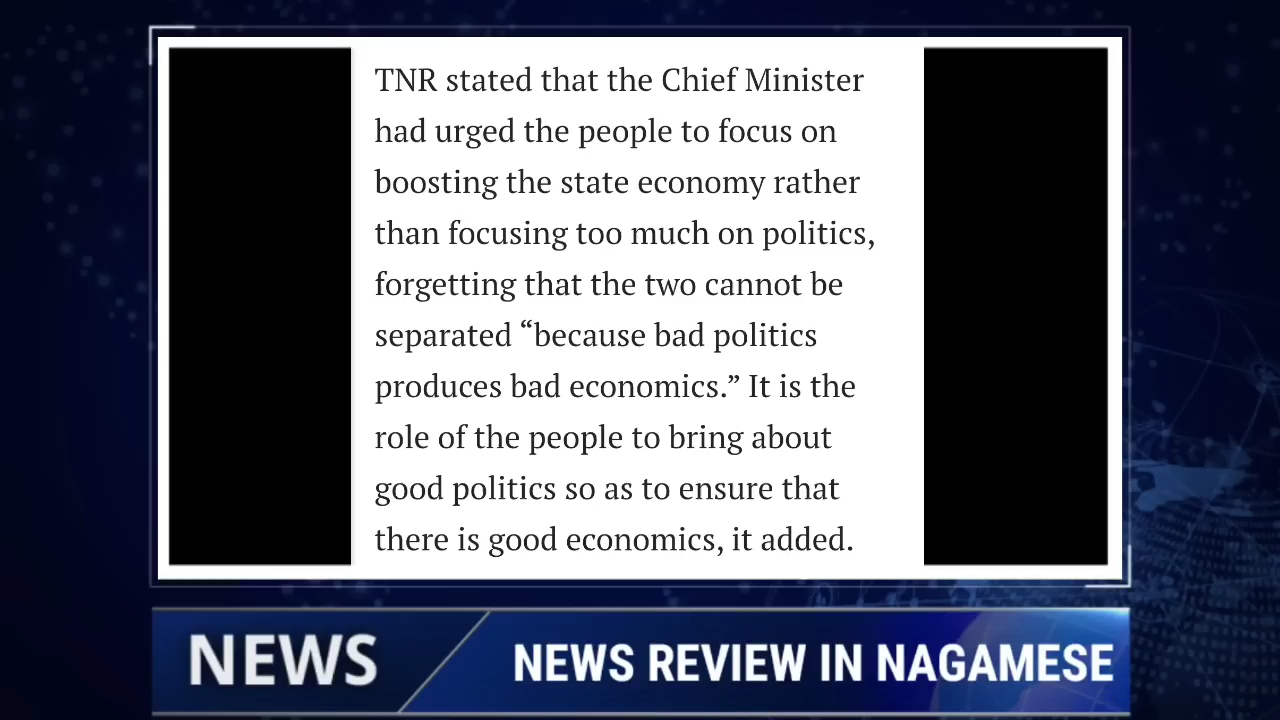 TNR stated that the Chief Minister
had urged the people to focus on
boosting the state economy rather
than focusing too much on politics,
forgetting that the two cannot be
separated “because bad politics
produces bad economics.” It is the
role of the people to bring about
good politics so as to ensure that
there is good economics, it added.
NEWS
NEWS REVIEW IN NAGAMESE